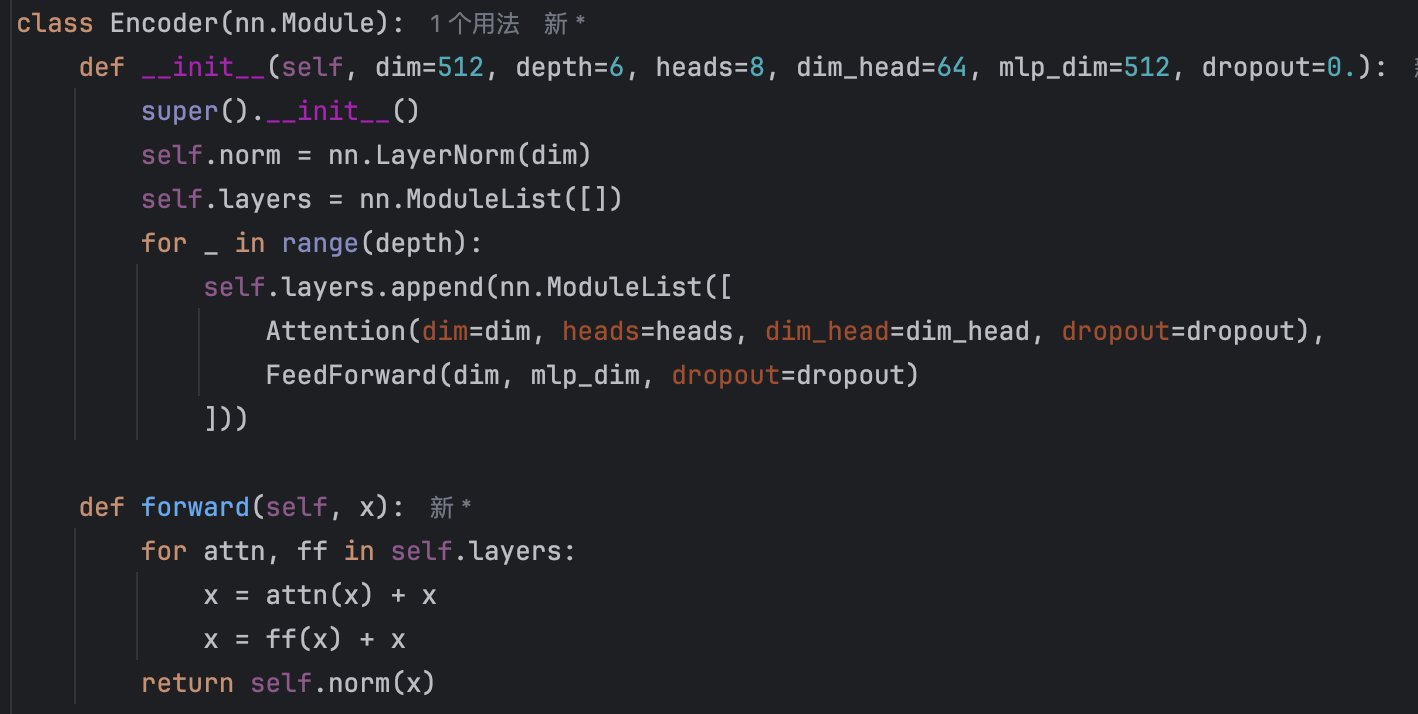 class Encoder(nn.Module): 1 个用法 新 *
    def __init__(self, dim=512, depth=6, heads=8, dim_head=64, mlp_dim=512, dropout=0.):
        super().__init__()
        self.norm = nn.LayerNorm(dim)
        self.layers = nn.ModuleList([])
        for _ in range(depth):
            self.layers.append(nn.ModuleList([
                Attention(dim=dim, heads=heads, dim_head=dim_head, dropout=dropout),
                FeedForward(dim, mlp_dim, dropout=dropout)
            ]))
    def forward(self, x): 新 *
        for attn, ff in self.layers:
            x = attn(x) + x
            x = ff(x) + x
        return self.norm(x)